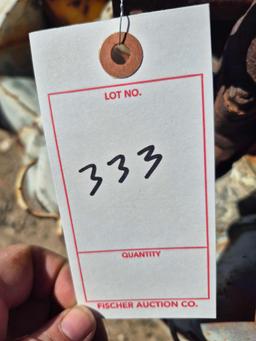 LOT NO.
333
QUANTITY
FISCHER AUCTION CO.